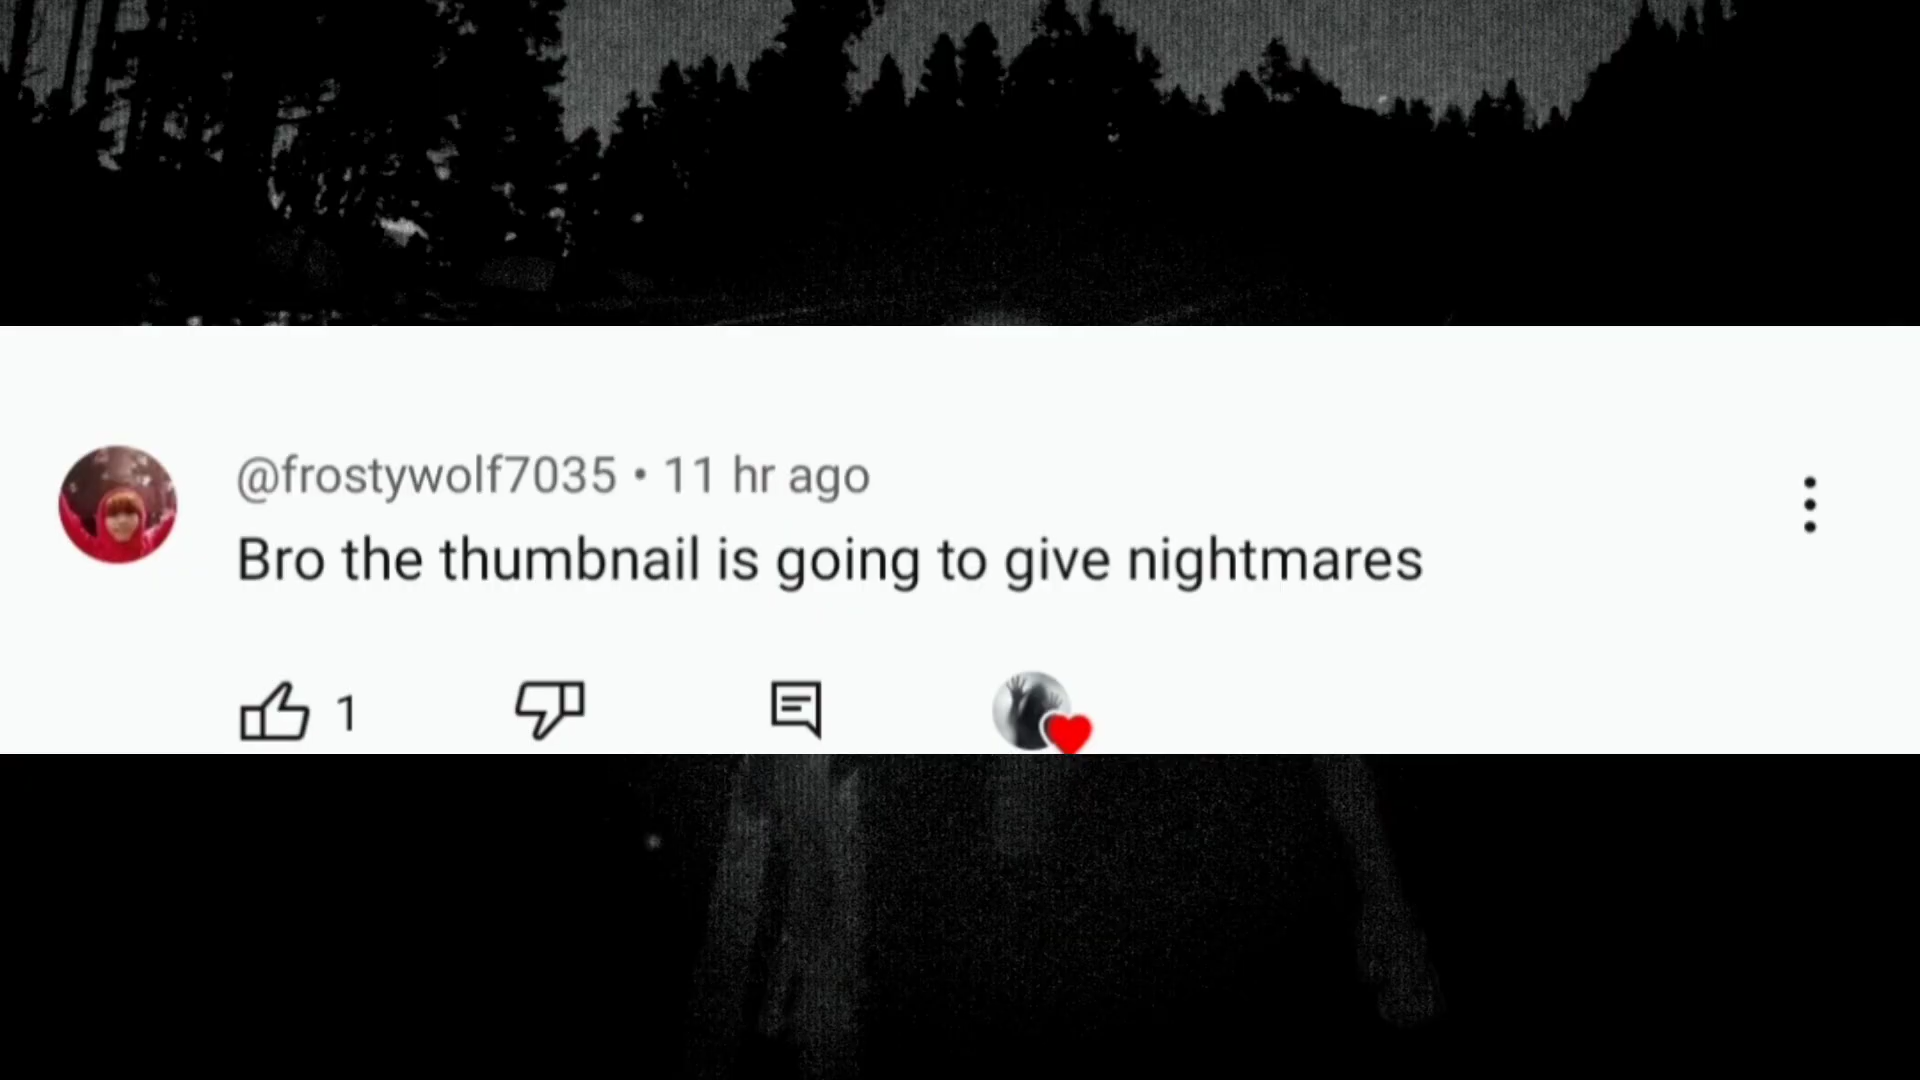 @frostywolf7035 • 11 hr ago
Bro the thumbnail is going to give nightmares
1